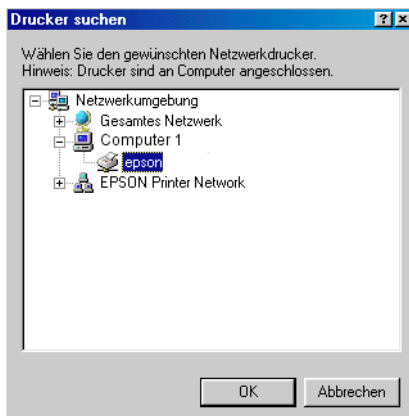 Drucker suchen
Wählen Sie den gewünschten Netzwerkdrucker.
Hinweis: Drucker sind an Computer angeschlossen.
Netzwerkumgebung
Gesamtes Netzwerk
Computer 1
epson
EPSON Printer Network
OK Abbrechen